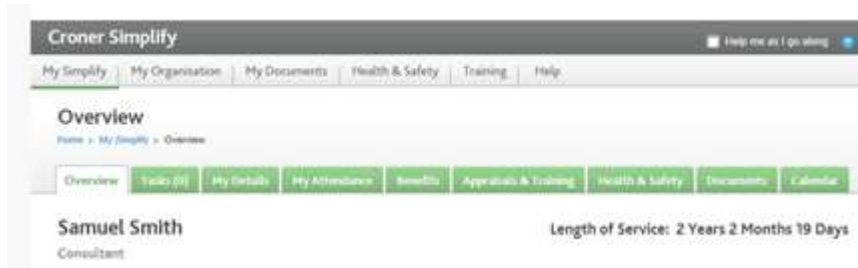 Croner Simplify Help me as I go along
My Simplify My Organisation My Documents Health & Safety Training Help
Overview
Home > My Simplify > Overview
Overview Tasks (0) My Details My Attendance Benefits Appraisals & Training Health & Safety Documents Calendar
Samuel Smith Length of Service: 2 Years 2 Months 19 Days
Consultant